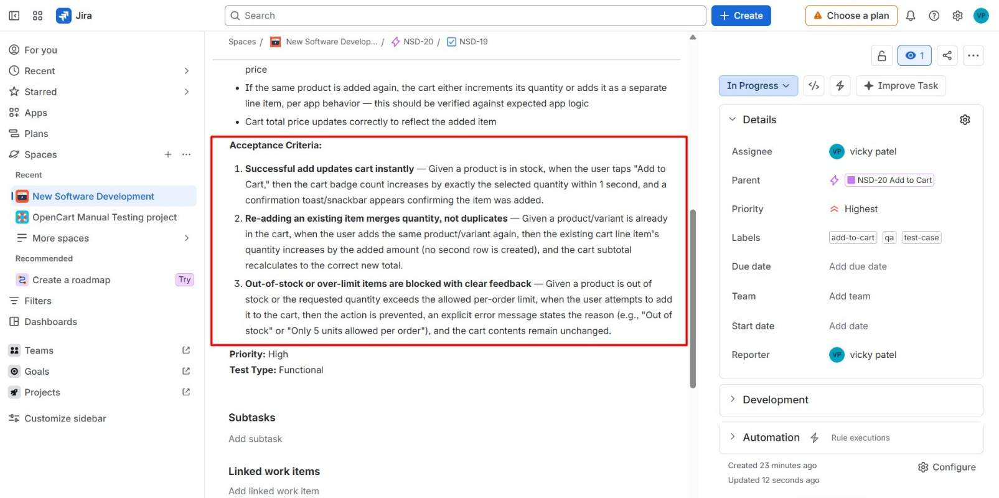 Jira
Search
Create
Choose a plan
VP
For you
Recent
Starred
Apps
Plans
Spaces
Recent
New Software Development
OpenCart Manual Testing project
More spaces
Recommended
Create a roadmap
Try
Filters
Dashboards
Teams
Goals
Projects
Customize sidebar
Spaces / New Software Develop... / NSD-20 / NSD-19
price
• If the same product is added again, the cart either increments its quantity or adds it as a separate
line item, per app behavior — this should be verified against expected app logic
• Cart total price updates correctly to reflect the added item
Acceptance Criteria:
1. Successful add updates cart instantly — Given a product is in stock, when the user taps "Add to
Cart," then the cart badge count increases by exactly the selected quantity within 1 second, and a
confirmation toast/snackbar appears confirming the item was added.
2. Re-adding an existing item merges quantity, not duplicates — Given a product/variant is already
in the cart, when the user adds the same product/variant again, then the existing cart line item's
quantity increases by the added amount (no second row is created), and the cart subtotal
recalculates to the correct new total.
3. Out-of-stock or over-limit items are blocked with clear feedback — Given a product is out of
stock or the requested quantity exceeds the allowed per-order limit, when the user attempts to add
it to the cart, then the action is prevented, an explicit error message states the reason (e.g., "Out of
stock" or "Only 5 units allowed per order"), and the cart contents remain unchanged.
Priority: High
Test Type: Functional
Subtasks
Add subtask
Linked work items
Add linked work item
1
In Progress
Improve Task
Details
Assignee
VP vicky patel
Parent
NSD-20 Add to Cart
Priority
Highest
Labels
add-to-cart qa test-case
Due date
Add due date
Team
Add team
Start date
Add date
Reporter
VP vicky patel
Development
Automation
Rule executions
Created 23 minutes ago
Updated 12 seconds ago
Configure